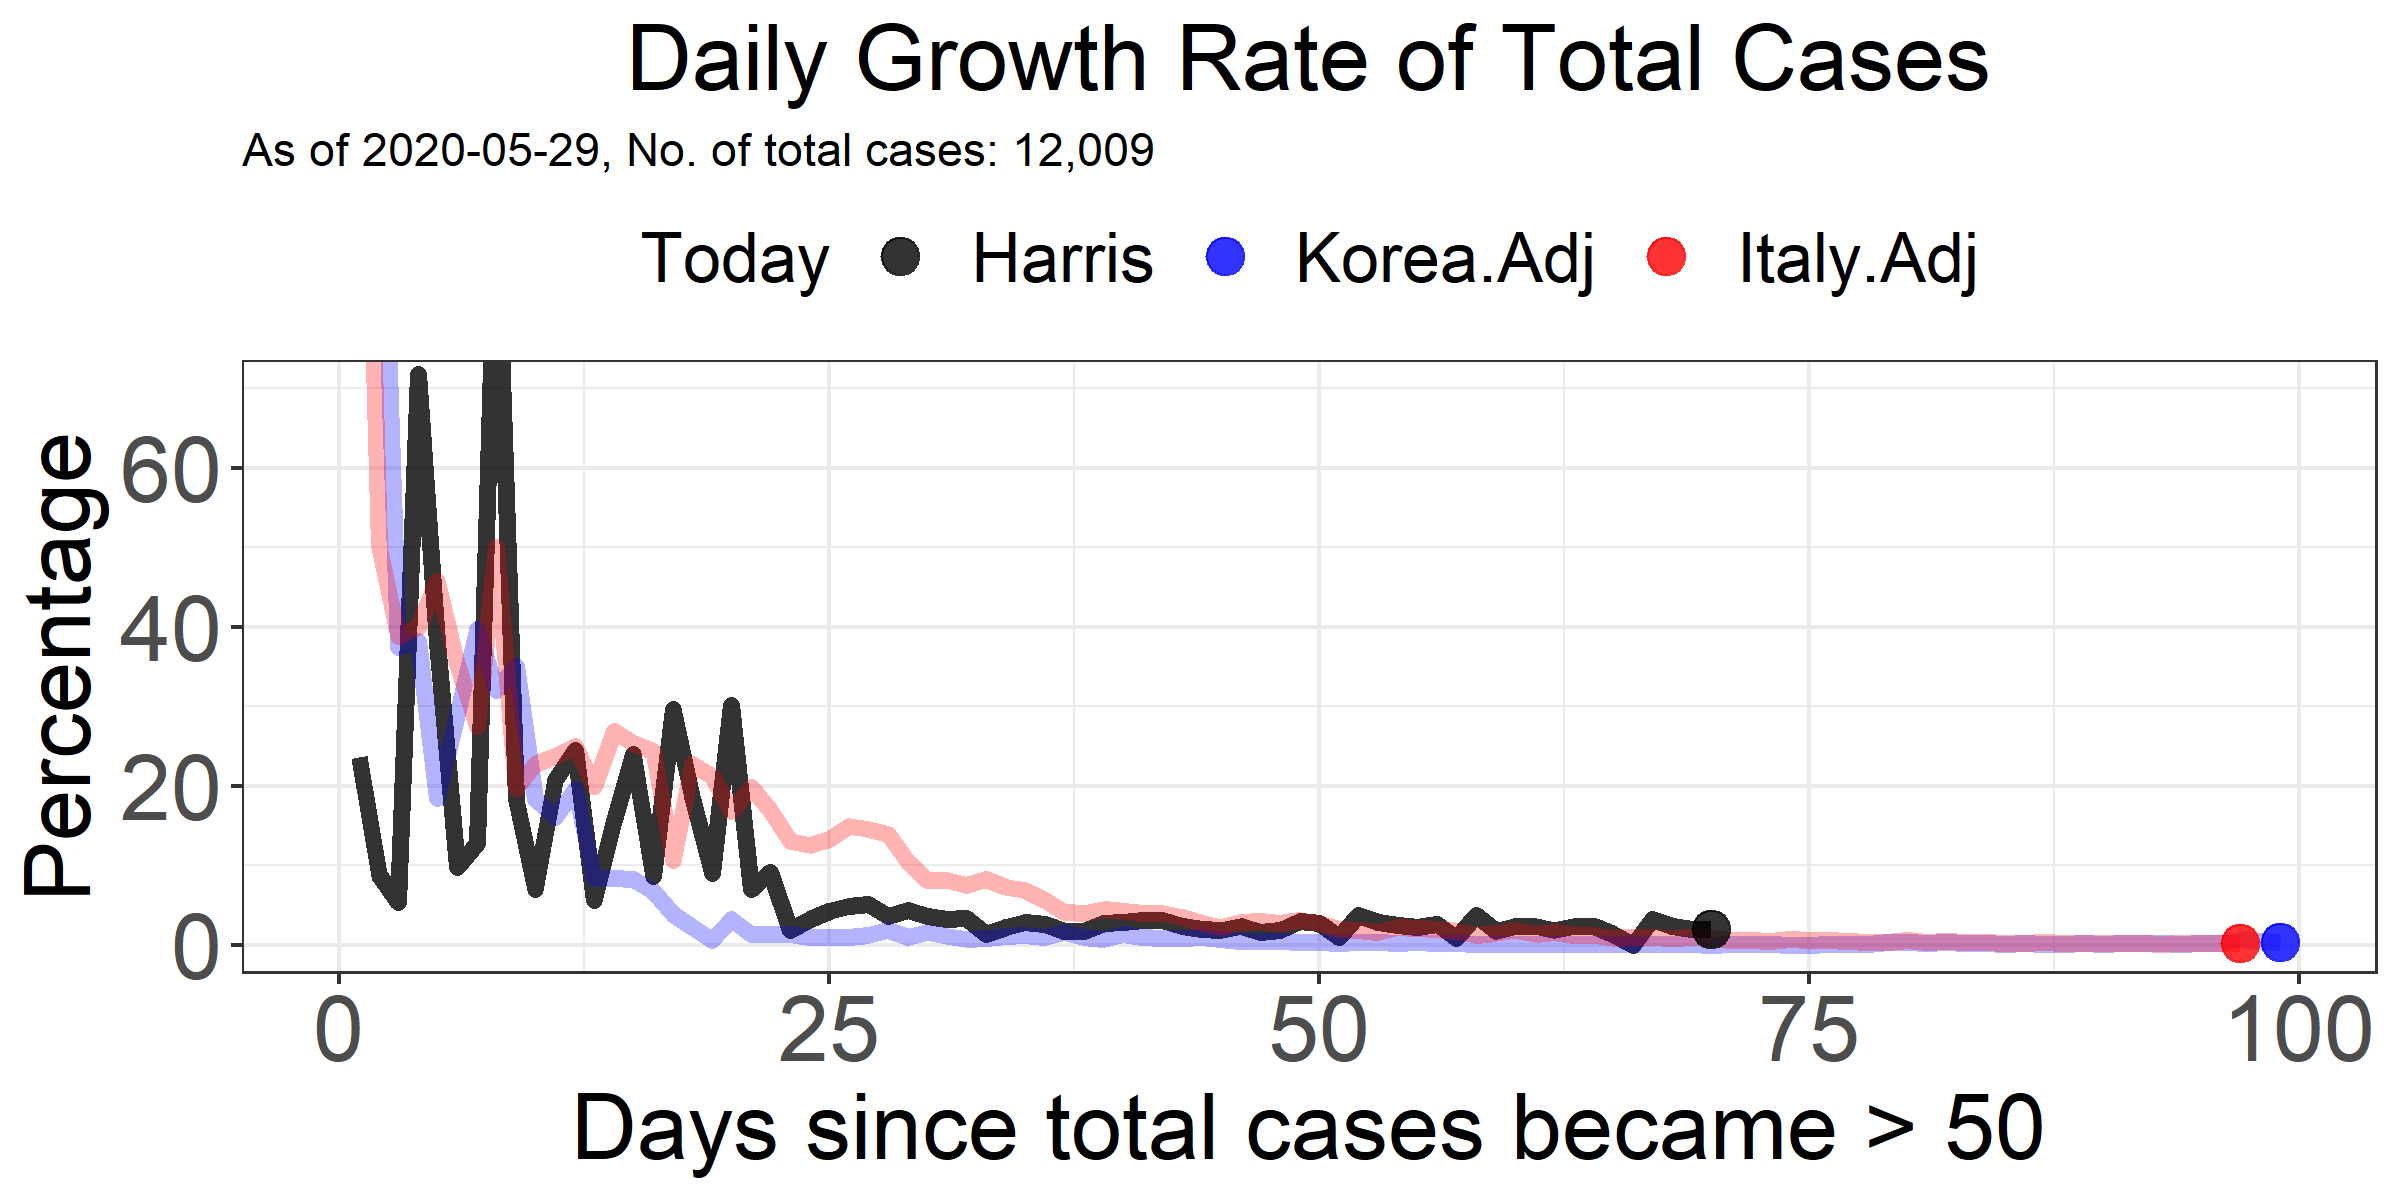 Daily Growth Rate of Total Cases
As of 2020-05-29, No. of total cases: 12,009
Today Harris Korea.Adj Italy.Adj
Percentage
60
40
20
0
0 25 50 75 100
Days since total cases became > 50